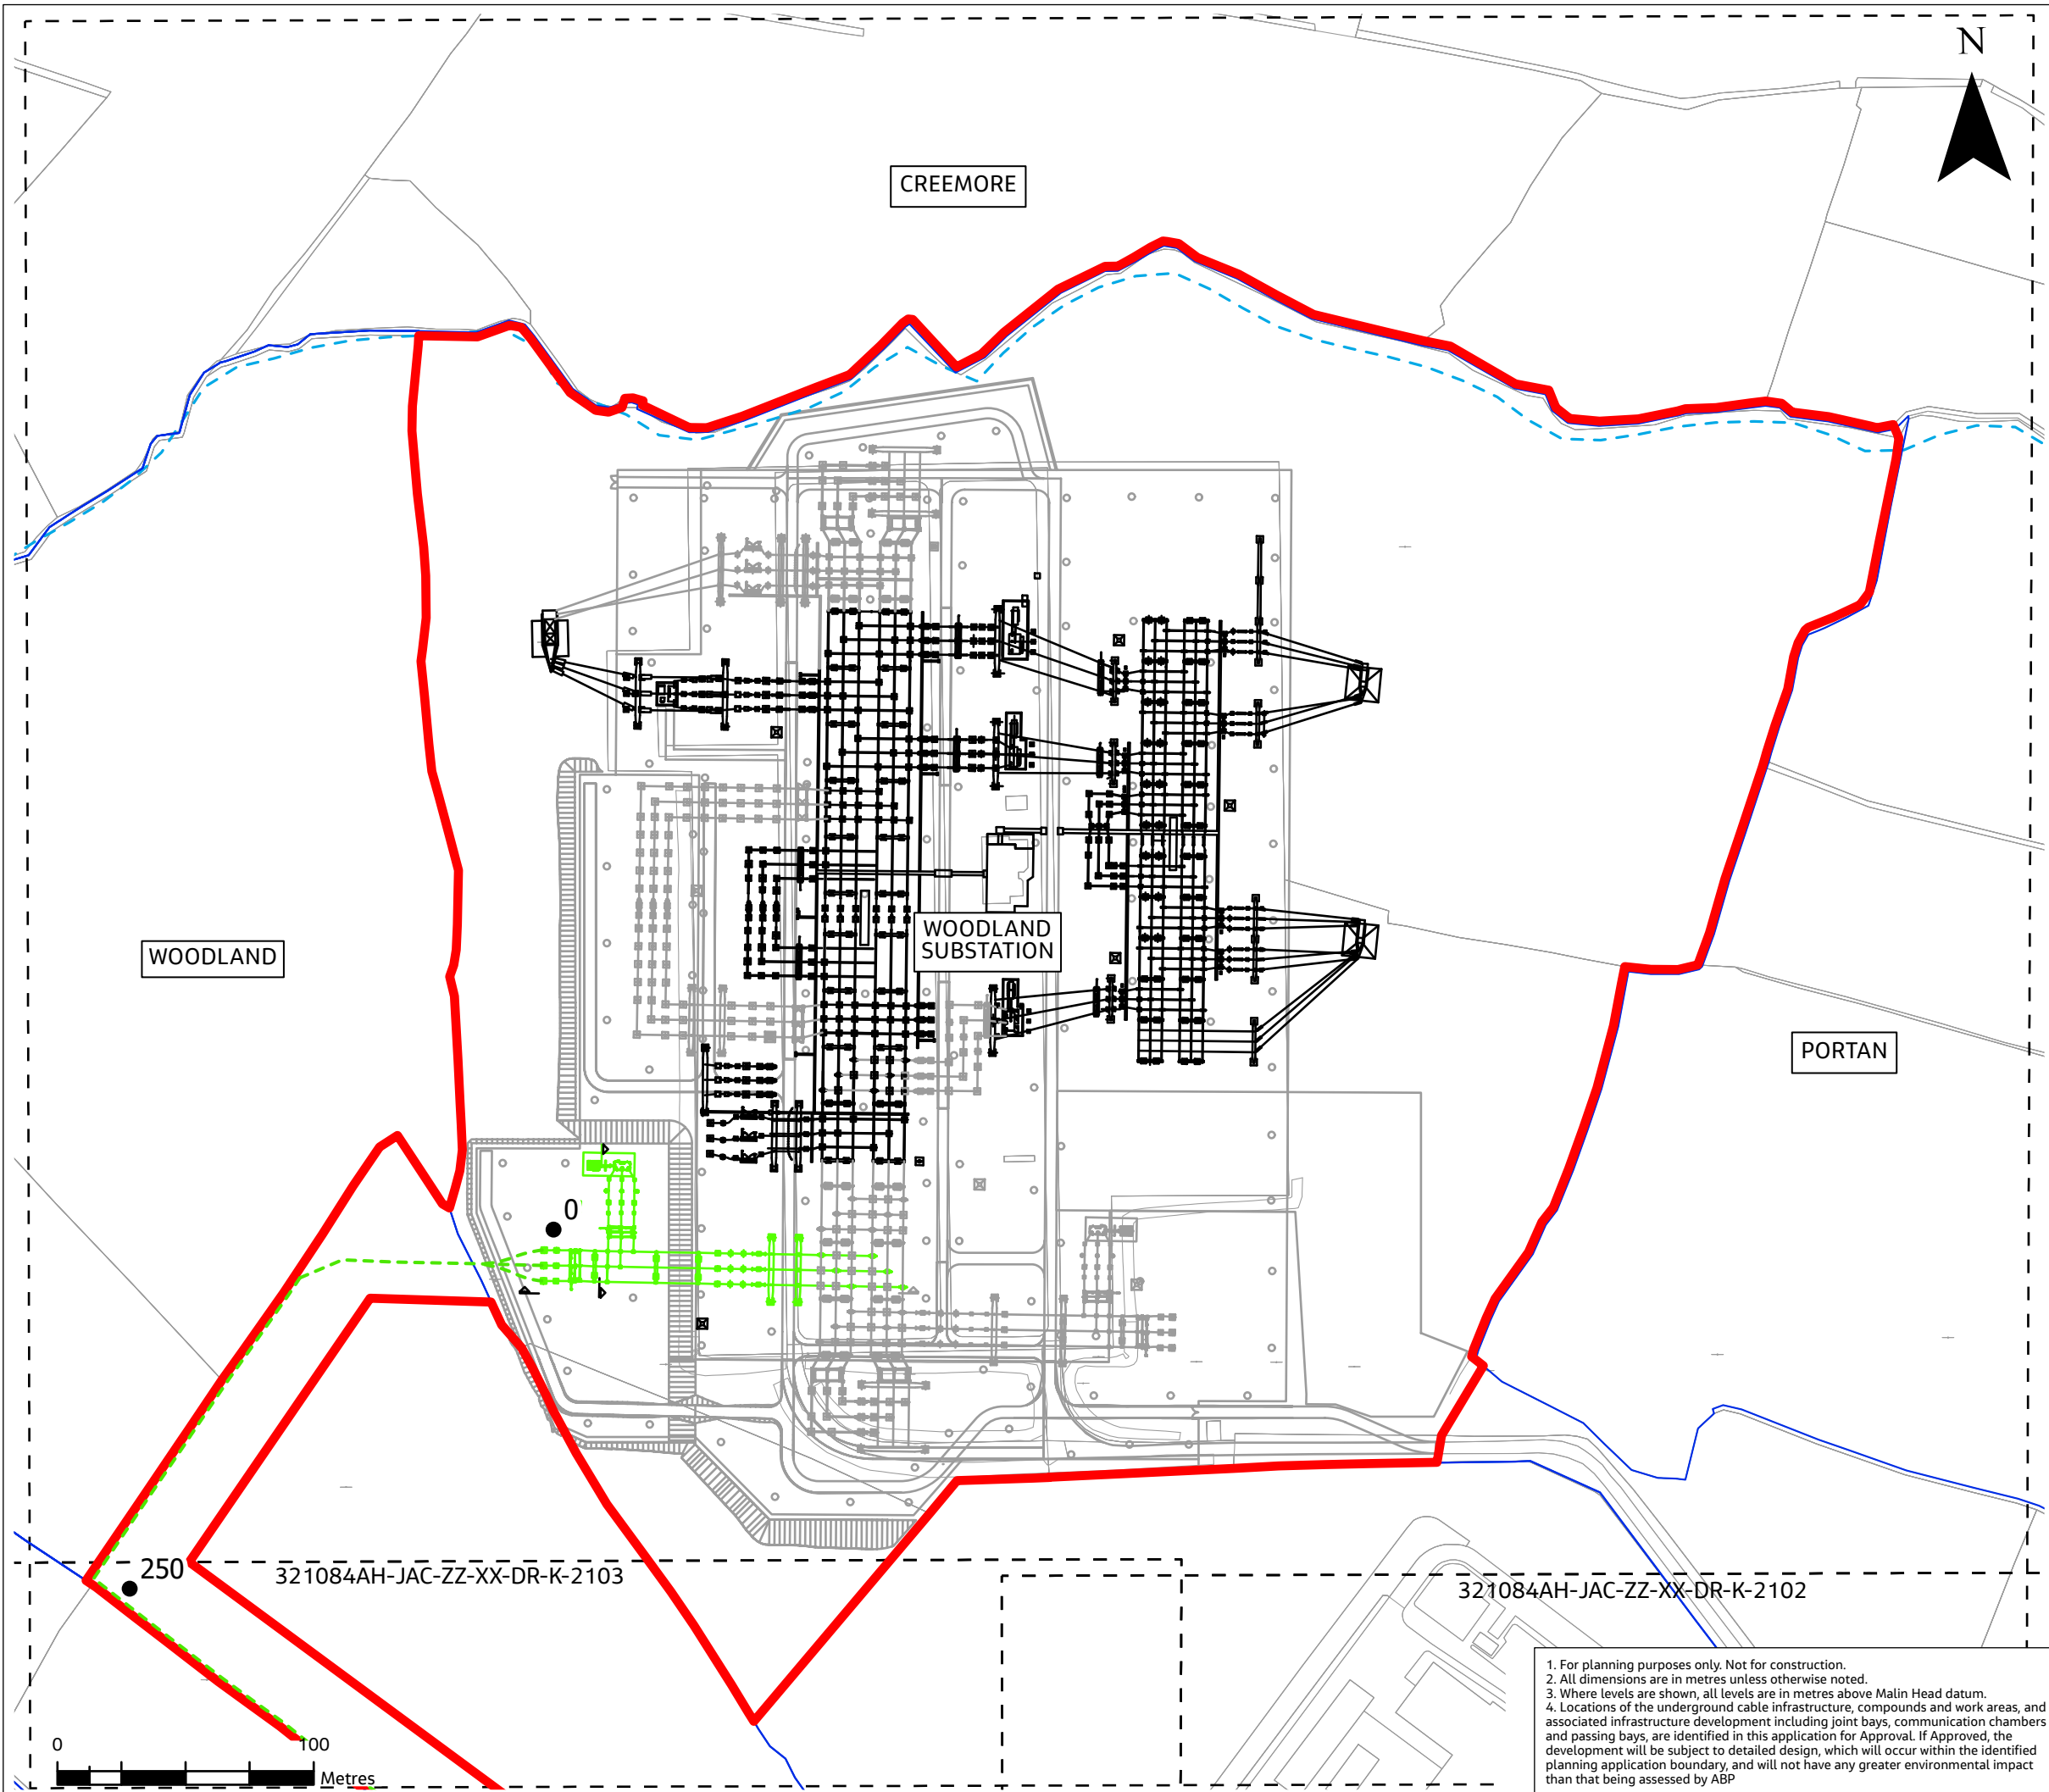 N
CREEMORE
WOODLAND
WOODLAND
SUBSTATION
PORTAN
0
250
321084AH-JAC-ZZ-XX-DR-K-2103
321084AH-JAC-ZZ-XX-DR-K-2102
0
100
Metres
1. For planning purposes only. Not for construction.
2. All dimensions are in metres unless otherwise noted.
3. Where levels are shown, all levels are in metres above Malin Head datum.
4. Locations of the underground cable infrastructure, compounds and work areas, and
associated infrastructure development including joint bays, communication chambers
and passing bays, are identified in this application for Approval. If Approved, the
development will be subject to detailed design, which will occur within the identified
planning application boundary, and will not have any greater environmental impact
than that being assessed by ABP